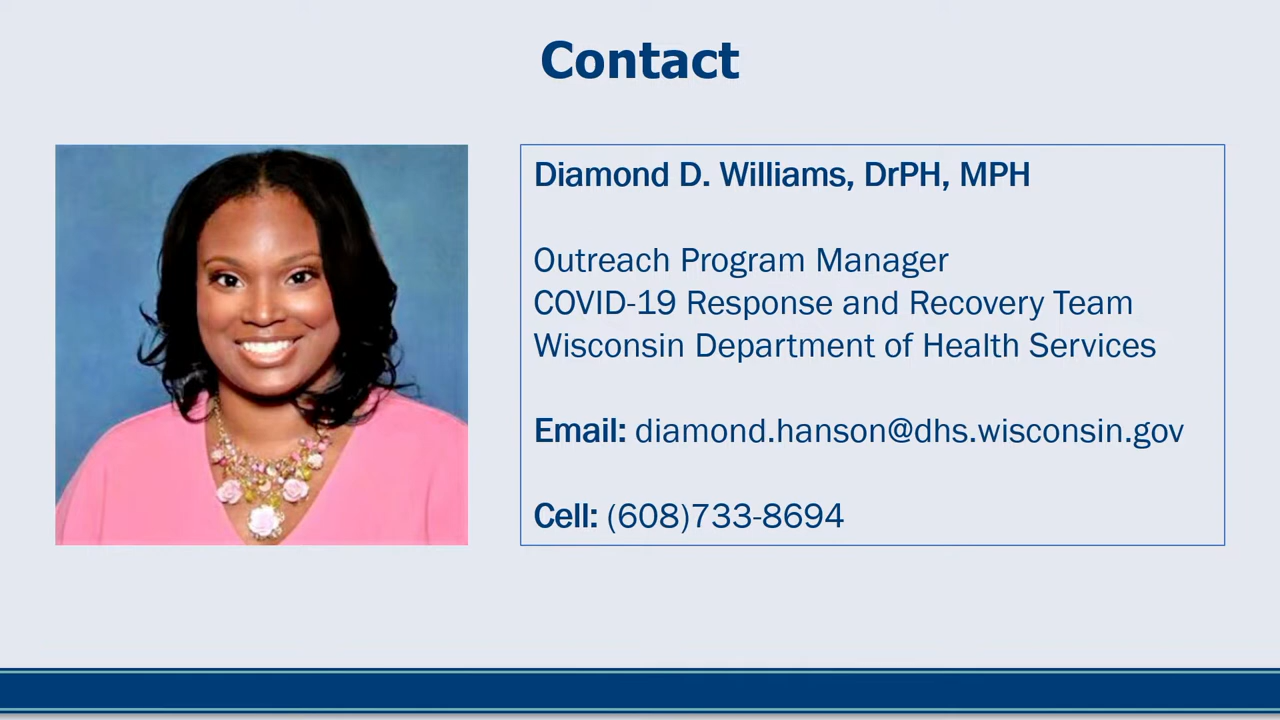 Contact
Diamond D. Williams, DrPH, MPH
Outreach Program Manager
COVID-19 Response and Recovery Team
Wisconsin Department of Health Services
Email: diamond.hanson@dhs.wisconsin.gov
Cell: (608)733-8694